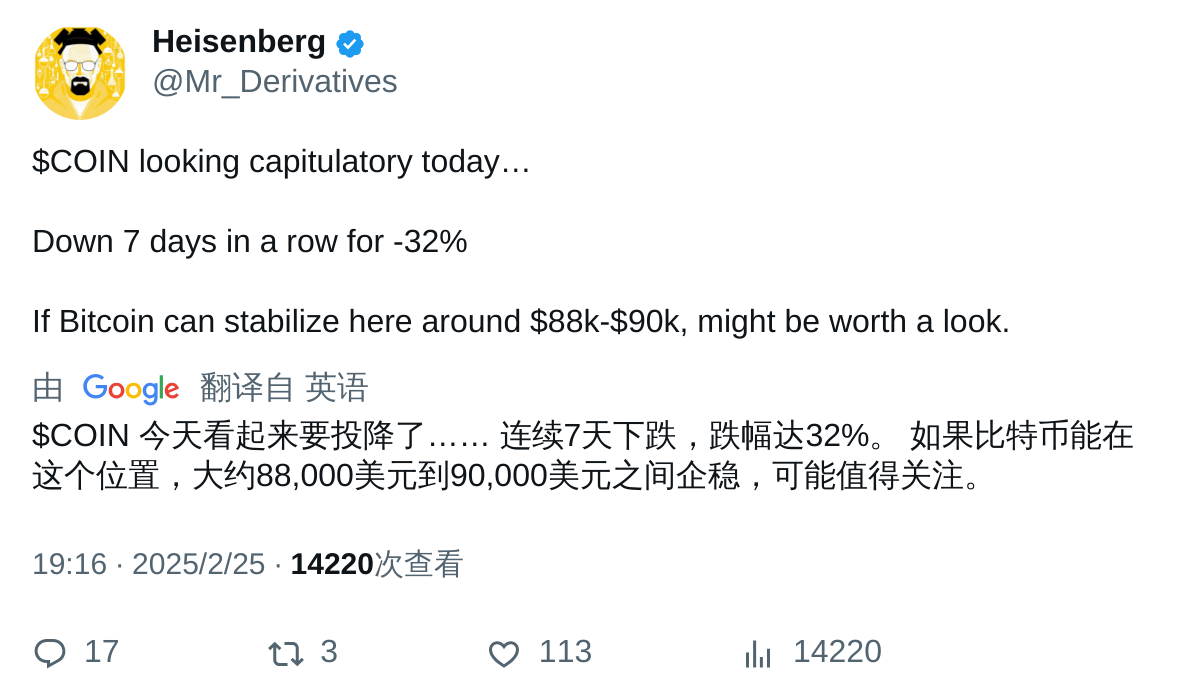 Heisenberg
@Mr_Derivatives
$COIN looking capitulatory today…
Down 7 days in a row for -32%
If Bitcoin can stabilize here around $88k-$90k, might be worth a look.
由 Google 翻译自 英语
$COIN 今天看起来要投降了…… 连续7天下跌，跌幅达32%。 如果比特币能在
这个位置，大约88,000美元到90,000美元之间企稳，可能值得关注。
19:16 · 2025/2/25 · 14220次查看
17 3 113 14220